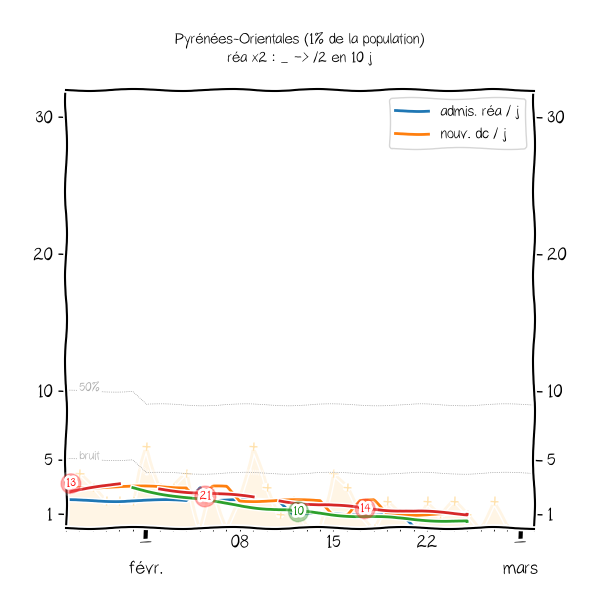 Pyrénées-Orientales (1% de la population)
réa x2 : _ -> /2 en 10 j
admis. réa / j
nouv. dc / j
30
30
20
20
10
10
50%
5
5
bruit
13
21
10
14
1
1
08
15
22
févr.
mars